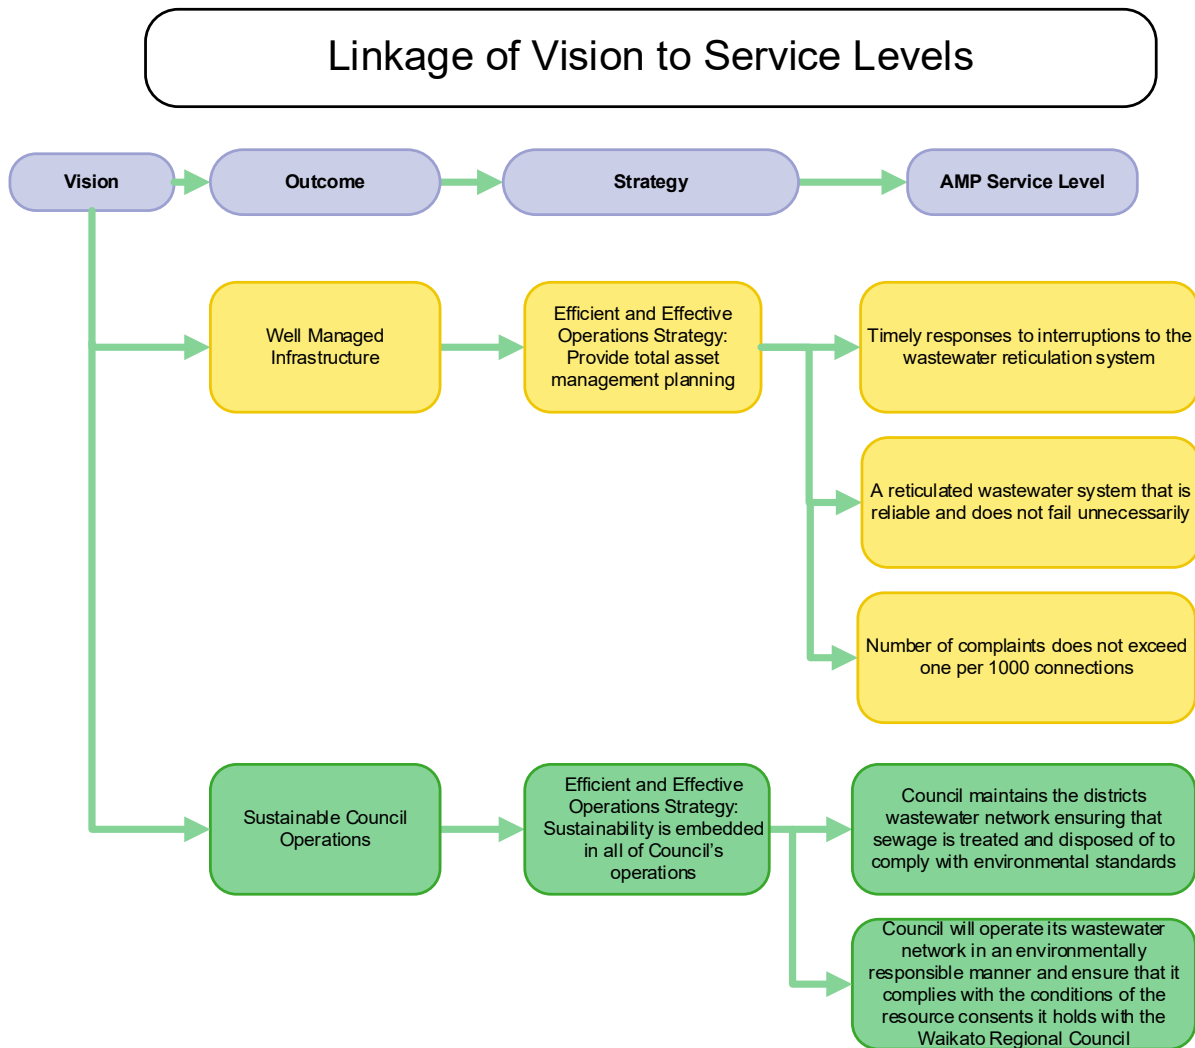 Linkage of Vision to Service Levels
Vision
Outcome
Strategy
AMP Service Level
Well Managed
Infrastructure
Efficient and Effective
Operations Strategy:
Provide total asset
management planning
Timely responses to interruptions to the
wastewater reticulation system
A reticulated wastewater system that is
reliable and does not fail unnecessarily
Number of complaints does not exceed
one per 1000 connections
Sustainable Council
Operations
Efficient and Effective
Operations Strategy:
Sustainability is embedded
in all of Council’s
operations
Council maintains the districts
wastewater network ensuring that
sewage is treated and disposed of to
comply with environmental standards
Council will operate its wastewater
network in an environmentally
responsible manner and ensure that it
complies with the conditions of the
resource consents it holds with the
Waikato Regional Council